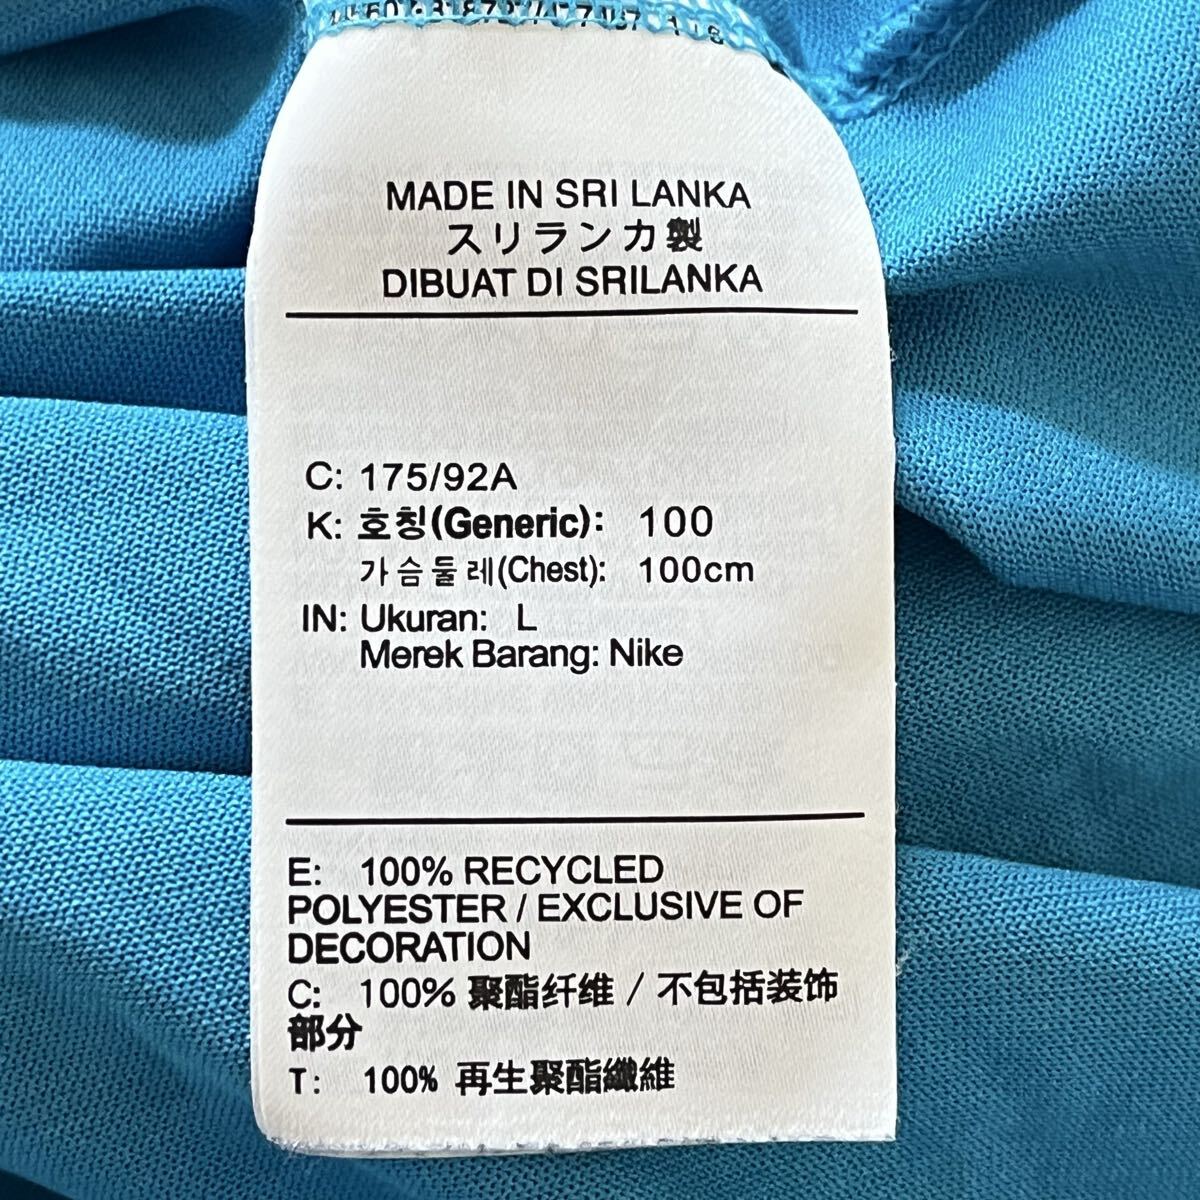 MADE IN SRI LANKA
スリランカ製
DIBUAT DI SRILANKA
C: 175/92A
K: 호칭(Generic): 100
가슴둘레(Chest): 100cm
IN: Ukuran: L
Merek Barang: Nike
E: 100% RECYCLED
POLYESTER / EXCLUSIVE OF
DECORATION
C: 100% 聚酯纤维 / 不包括装饰
部分
T: 100% 再生聚酯纖維